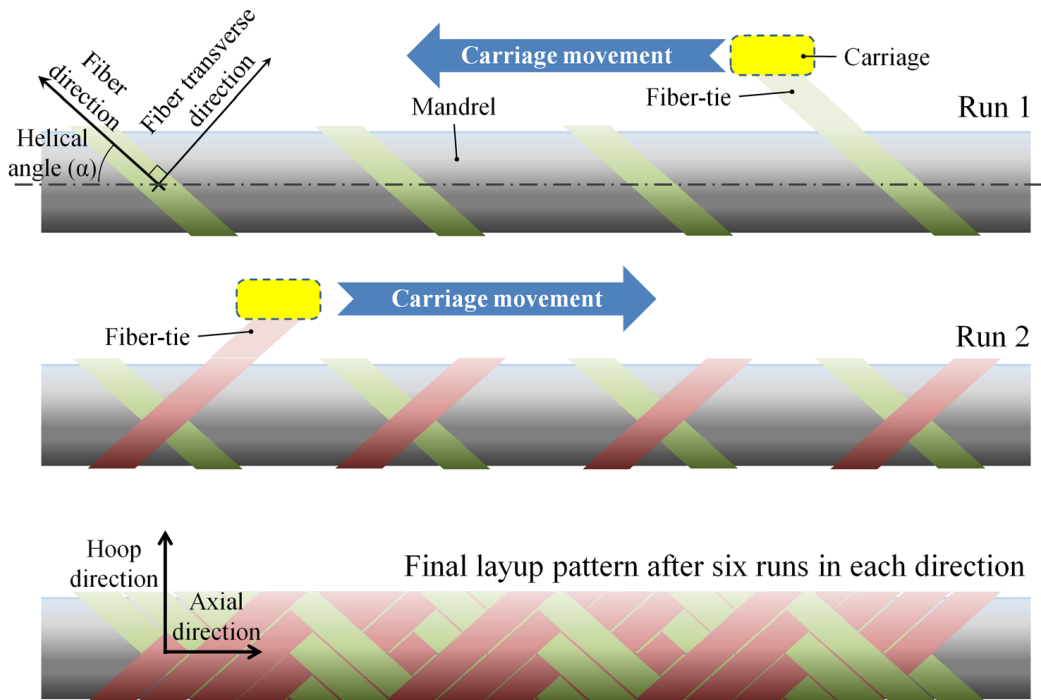 Carriage movement
Carriage
Fiber-tie
Run 1
Fiber
direction
Fiber transverse
direction
Mandrel
Helical
angle (α)
Carriage movement
Fiber-tie
Run 2
Hoop
direction
Axial
direction
Final layup pattern after six runs in each direction